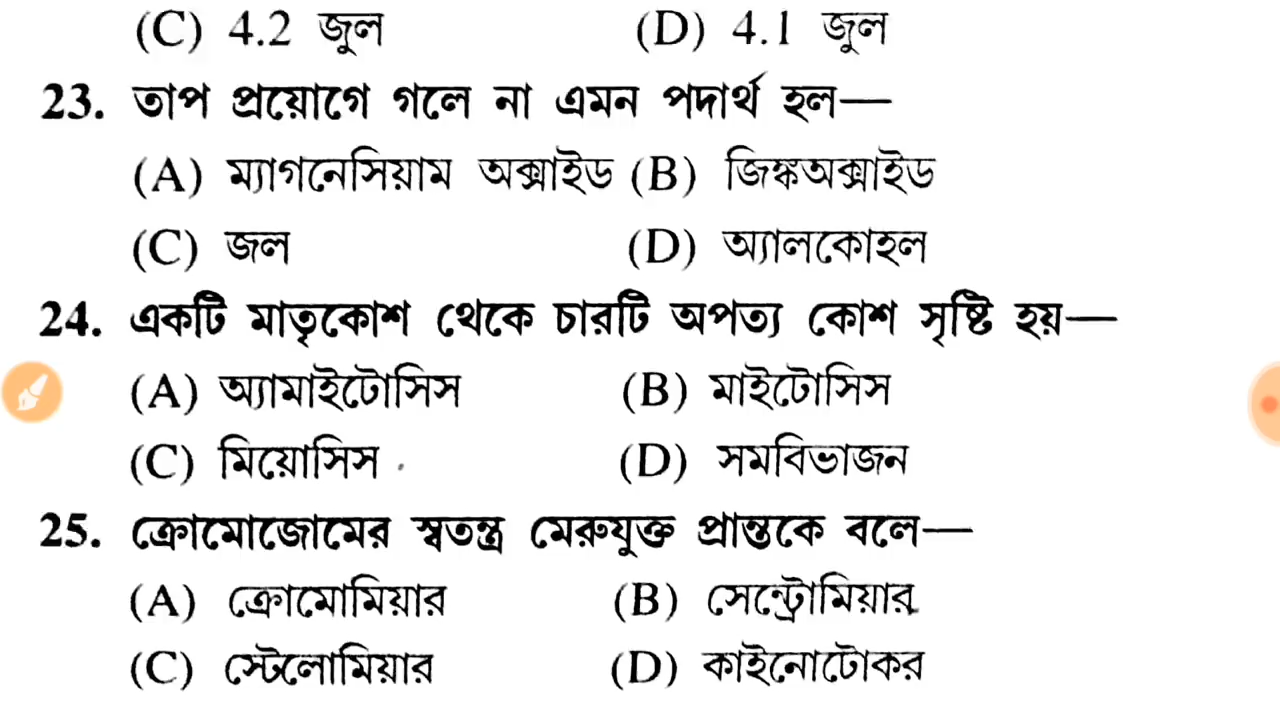 (C) 4.2 জুল (D) 4.1 জুল
23. তাপ প্রয়োগে গলে না এমন পদার্থ হল—
(A) ম্যাগনেসিয়াম অক্সাইড (B) জিঙ্কঅক্সাইড
(C) জল (D) অ্যালকোহল
24. একটি মাতৃকোশ থেকে চারটি অপত্য কোশ সৃষ্টি হয়—
(A) অ্যামাইটোসিস (B) মাইটোসিস
(C) মিয়োসিস (D) সমবিভাজন
25. ক্রোমোজোমের স্বতন্ত্র মেরুযুক্ত প্রান্তকে বলে—
(A) ক্রোমোমিয়ার (B) সেন্ট্রোমিয়ার
(C) স্টেলোমিয়ার (D) কাইনোটোকর